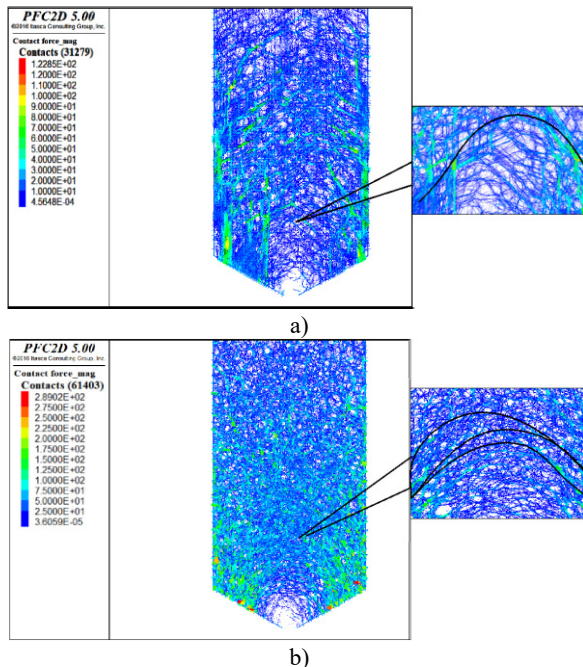 PFC2D 5.00
©2016 Itasca Consulting Group, Inc.
Contact force_mag
Contacts (31279)
1.2285E+02
1.2000E+02
1.1000E+02
1.0000E+02
9.0000E+01
8.0000E+01
7.0000E+01
6.0000E+01
5.0000E+01
4.0000E+01
3.0000E+01
2.0000E+01
1.0000E+01
4.5648E-04
a)
PFC2D 5.00
©2016 Itasca Consulting Group, Inc.
Contact force_mag
Contacts (61403)
2.8902E+02
2.7500E+02
2.5000E+02
2.2500E+02
2.0000E+02
1.7500E+02
1.5000E+02
1.2500E+02
1.0000E+02
7.5000E+01
5.0000E+01
2.5000E+01
3.6059E-05
b)